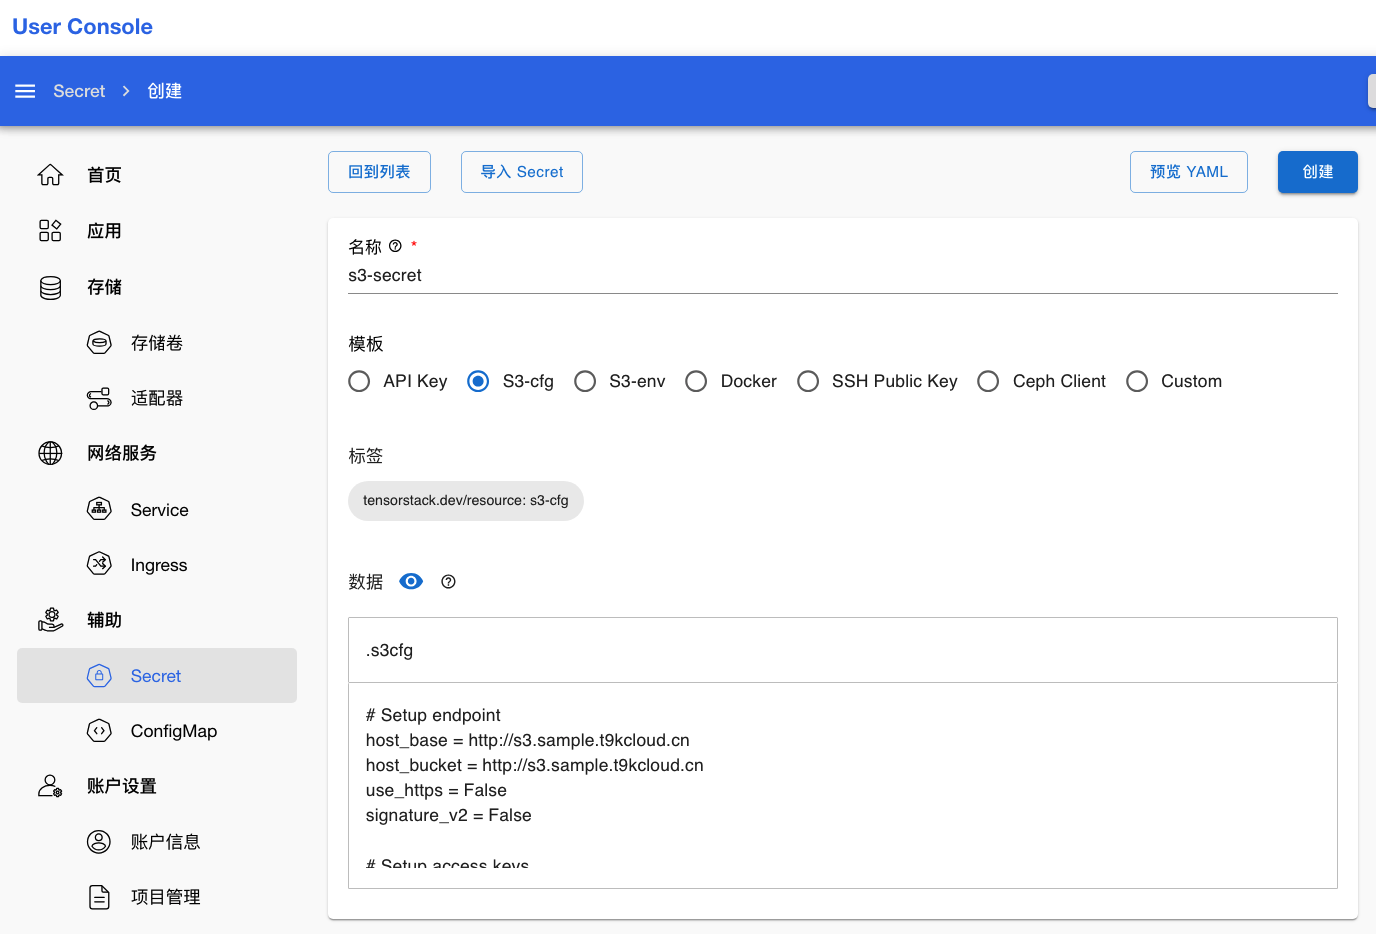 User Console
Secret > 创建
首页
应用
存储
存储卷
适配器
网络服务
Service
Ingress
辅助
Secret
ConfigMap
账户设置
账户信息
项目管理
回到列表 导入 Secret 预览 YAML 创建
名称 *
s3-secret
模板
API Key S3-cfg S3-env Docker SSH Public Key Ceph Client Custom
标签
tensorstack.dev/resource: s3-cfg
数据
.s3cfg
# Setup endpoint
host_base = http://s3.sample.t9kcloud.cn
host_bucket = http://s3.sample.t9kcloud.cn
use_https = False
signature_v2 = False
# Setup access keys